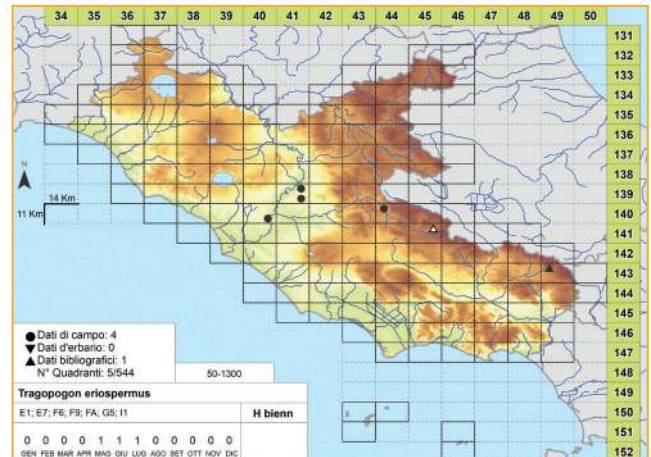 34 35 36 37 38 39 40 41 42 43 44 45 46 47 48 49 50
131
132
133
134
135
136
137
138
139
140
141
142
143
144
145
146
147
148
149
150
151
152
N
14 Km
11 Km
Dati di campo: 4
Dati d'erbario: 0
Dati bibliografici: 1
N° Quadranti: 5/544
50-1300
Tragopogon eriospermus
E1; E7; F6; F9; FA; G5; I1
H bienn
0 0 0 0 1 1 1 0 0 0 0 0
GEN FEB MAR APR MAG GIU LUG AGO SET OTT NOV DIC